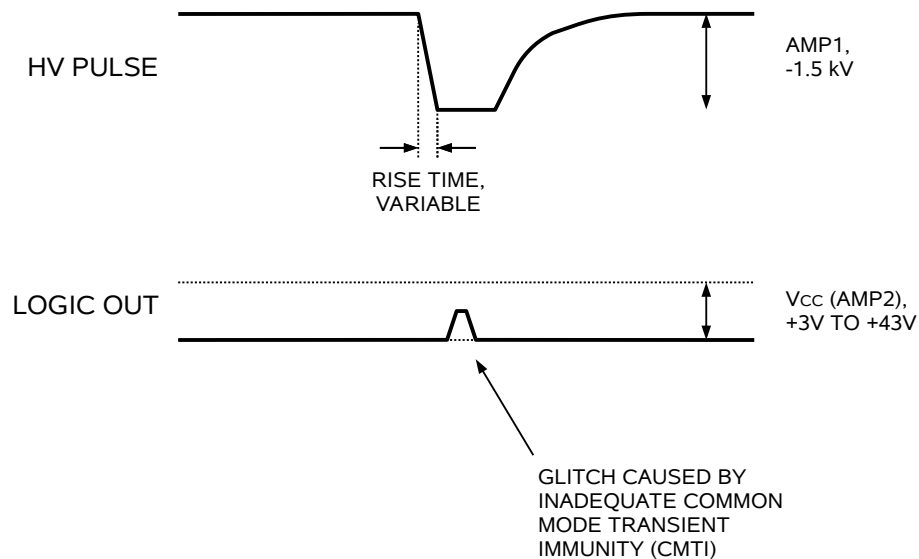 HV PULSE
AMP1,
-1.5 kV
RISE TIME,
VARIABLE
LOGIC OUT
VCC (AMP2),
+3V TO +43V
GLITCH CAUSED BY
INADEQUATE COMMON
MODE TRANSIENT
IMMUNITY (CMTI)